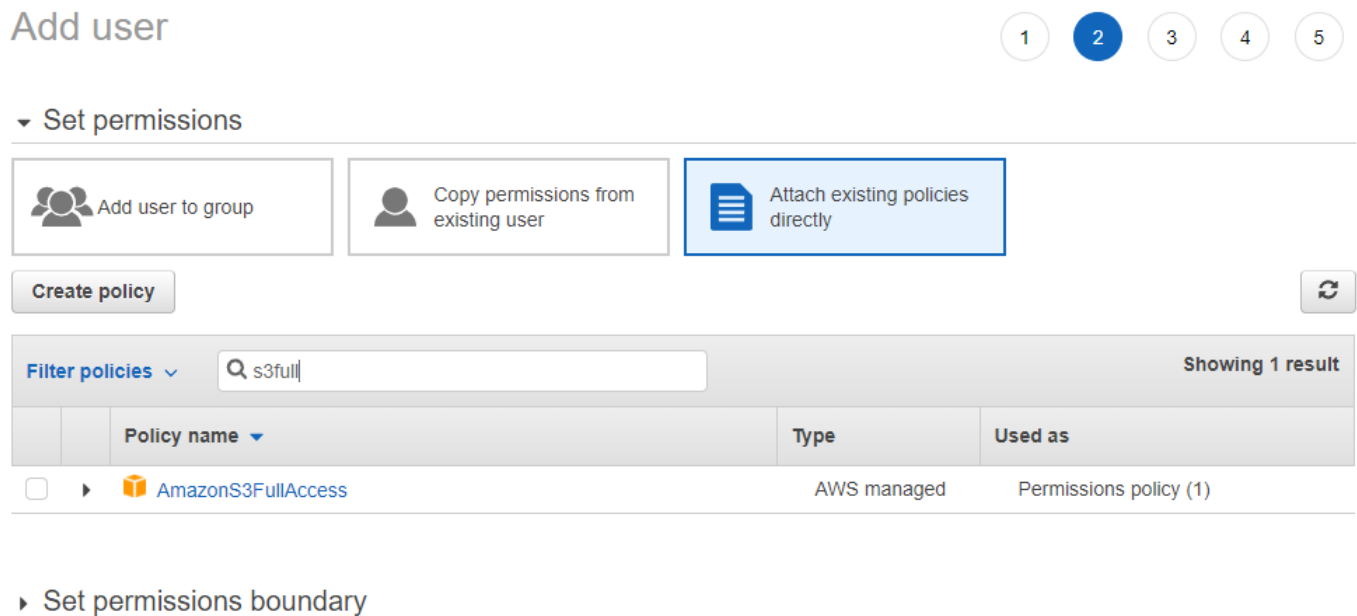 Add user
1 2 3 4 5
Set permissions
Add user to group
Copy permissions from
existing user
Attach existing policies
directly
Create policy
Filter policies s3full Showing 1 result
Policy name Type Used as
AmazonS3FullAccess AWS managed Permissions policy (1)
Set permissions boundary